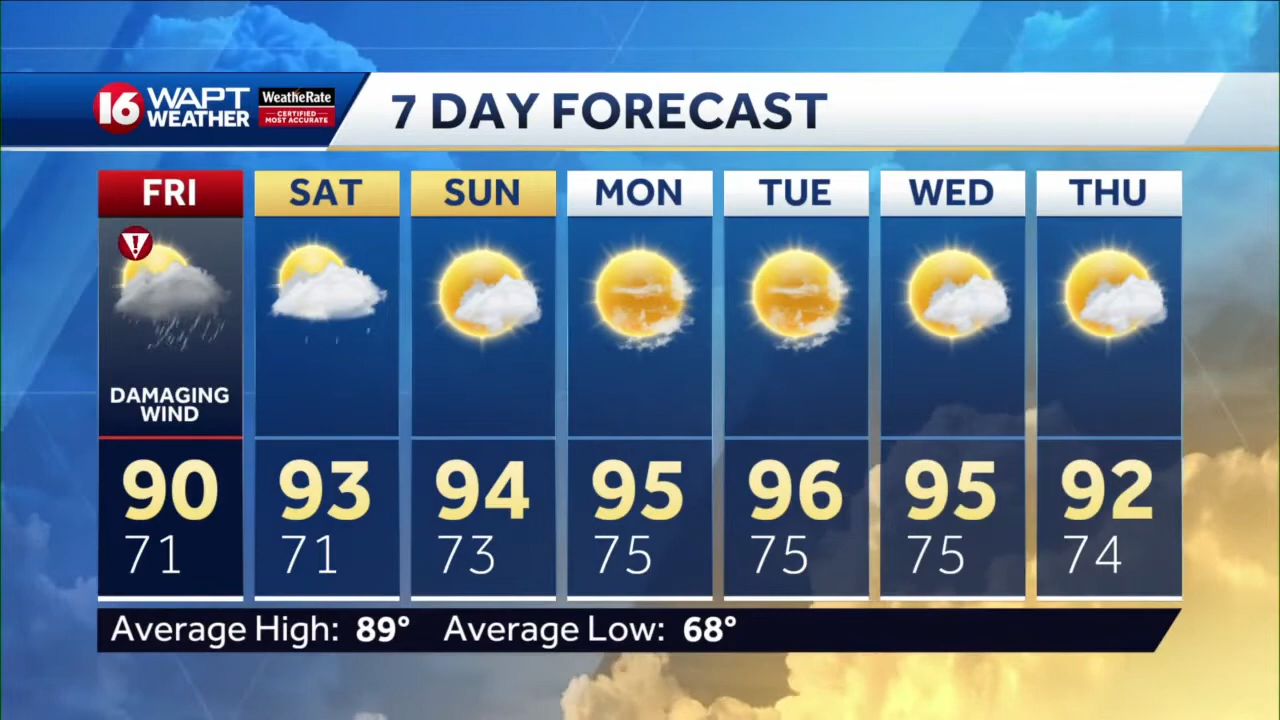 16 WAPT
WEATHER
WeatheRate
CERTIFIED
MOST ACCURATE
7 DAY FORECAST
FRI SAT SUN MON TUE WED THU
!
DAMAGING
WIND
90 93 94 95 96 95 92
71 71 73 75 75 75 74
Average High: 89° Average Low: 68°